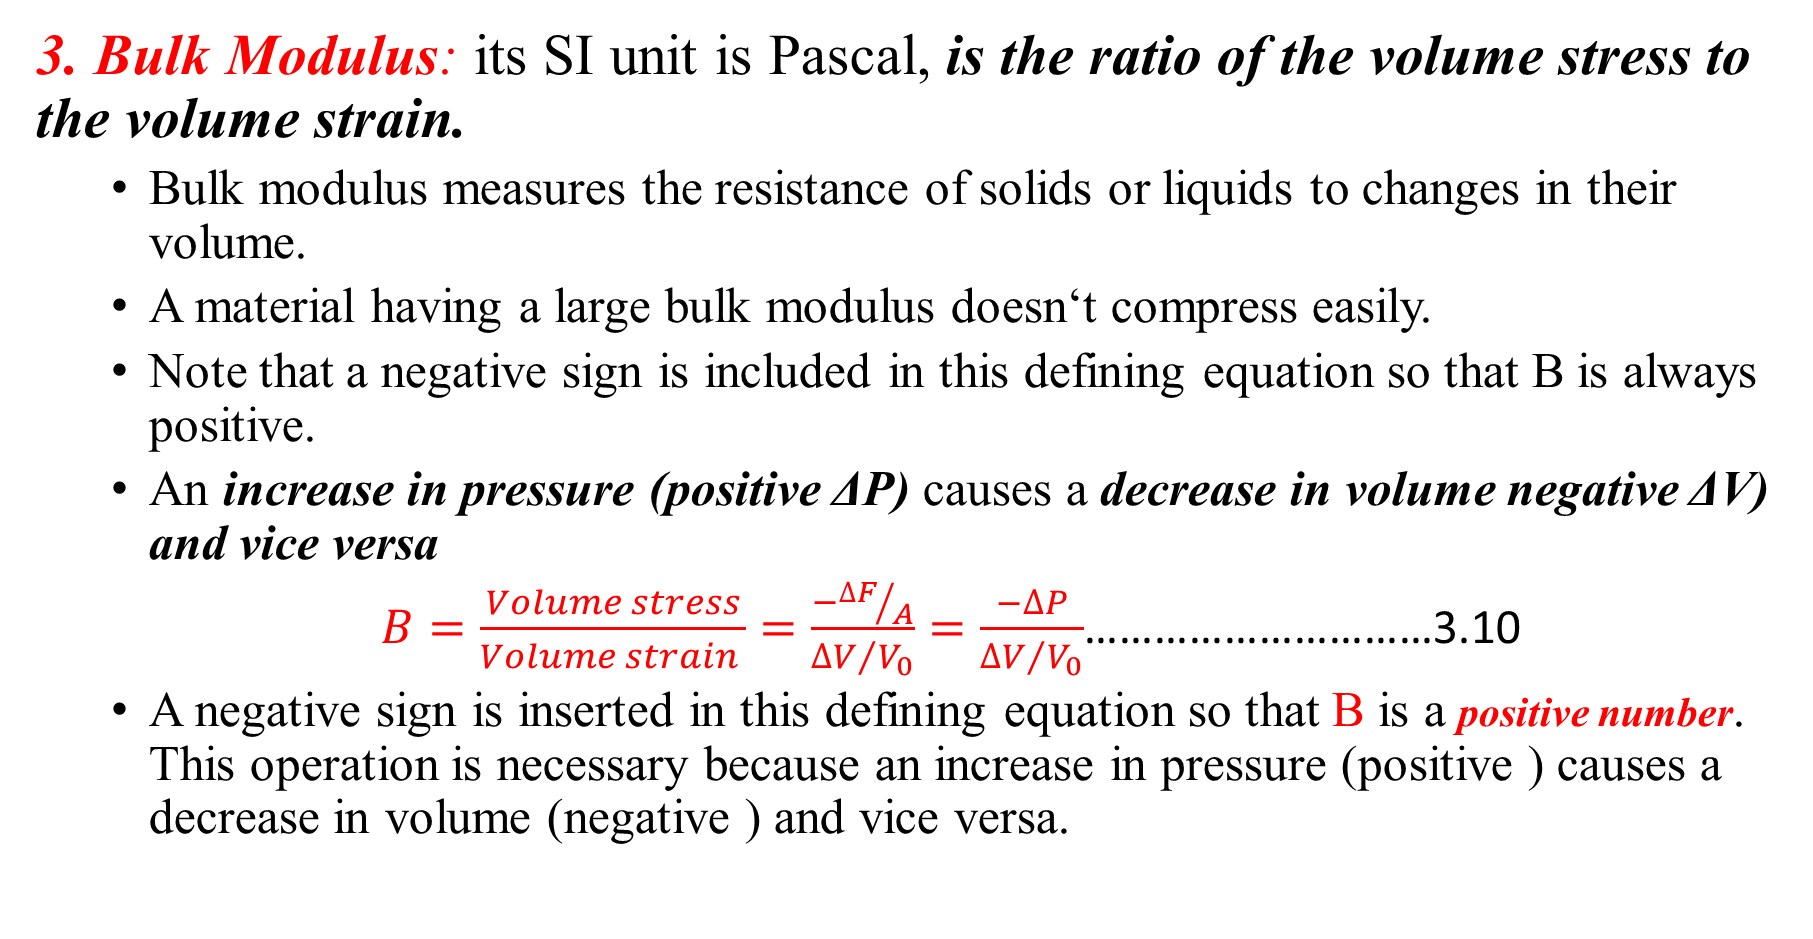 3. Bulk Modulus: its SI unit is Pascal, is the ratio of the volume stress to
the volume strain.
• Bulk modulus measures the resistance of solids or liquids to changes in their
volume.
• A material having a large bulk modulus doesn‘t compress easily.
• Note that a negative sign is included in this defining equation so that B is always
positive.
• An increase in pressure (positive ΔP) causes a decrease in volume negative ΔV)
and vice versa
B = Volume stress / Volume strain = −ΔF/A / ΔV/V₀ = −ΔP / ΔV/V₀..............................3.10
• A negative sign is inserted in this defining equation so that B is a positive number.
This operation is necessary because an increase in pressure (positive ) causes a
decrease in volume (negative ) and vice versa.